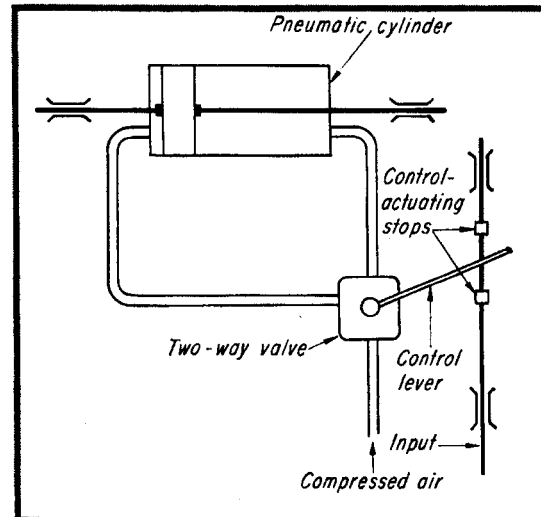 Pneumatic cylinder
Control-
actuating
stops
Two-way valve
Control
lever
Input
Compressed air